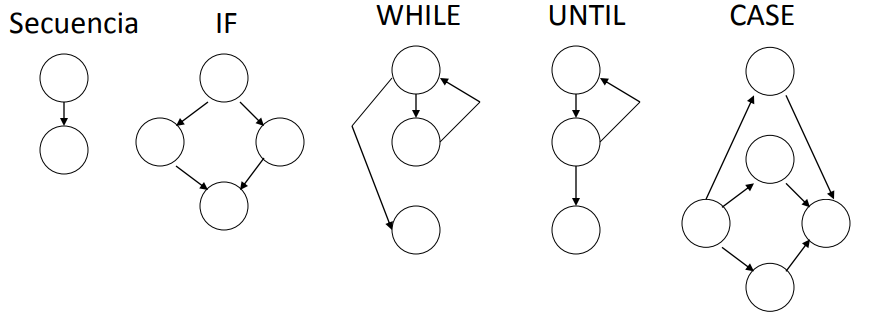 Secuencia
IF
WHILE
UNTIL
CASE